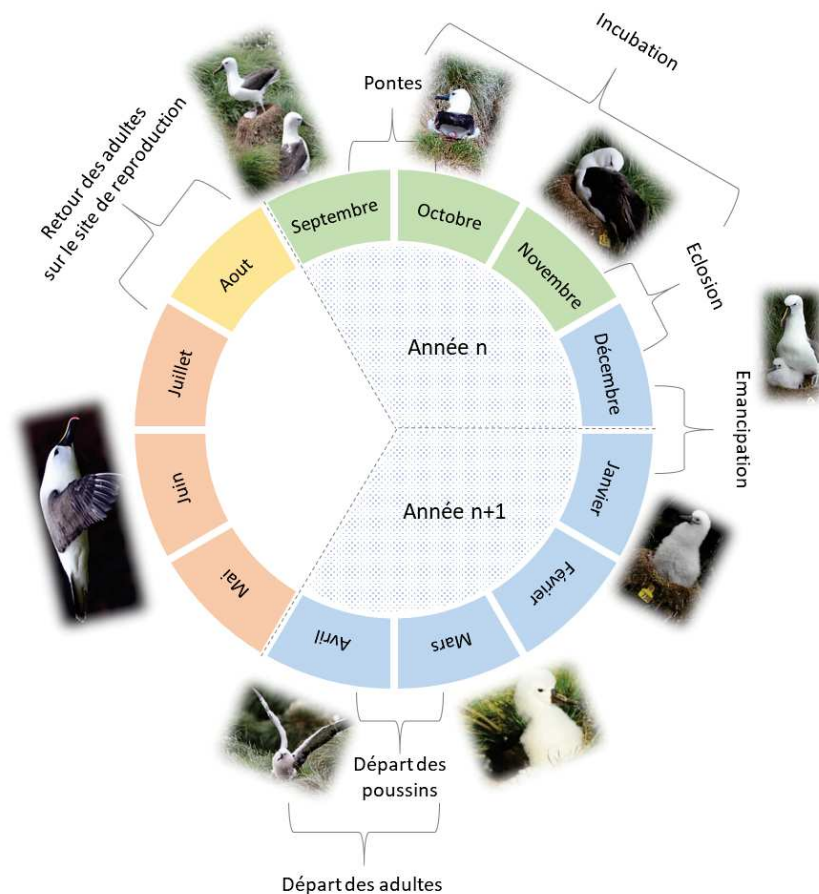 Incubation
Pontes
Retour des adultes
sur le site de reproduction
Septembre
Octobre
Novembre
Eclosion
Aout
Année n
Décembre
Emancipation
Juillet
Juin
Année n+1
Janvier
Février
Mai
Avril
Mars
Départ des
poussins
Départ des adultes